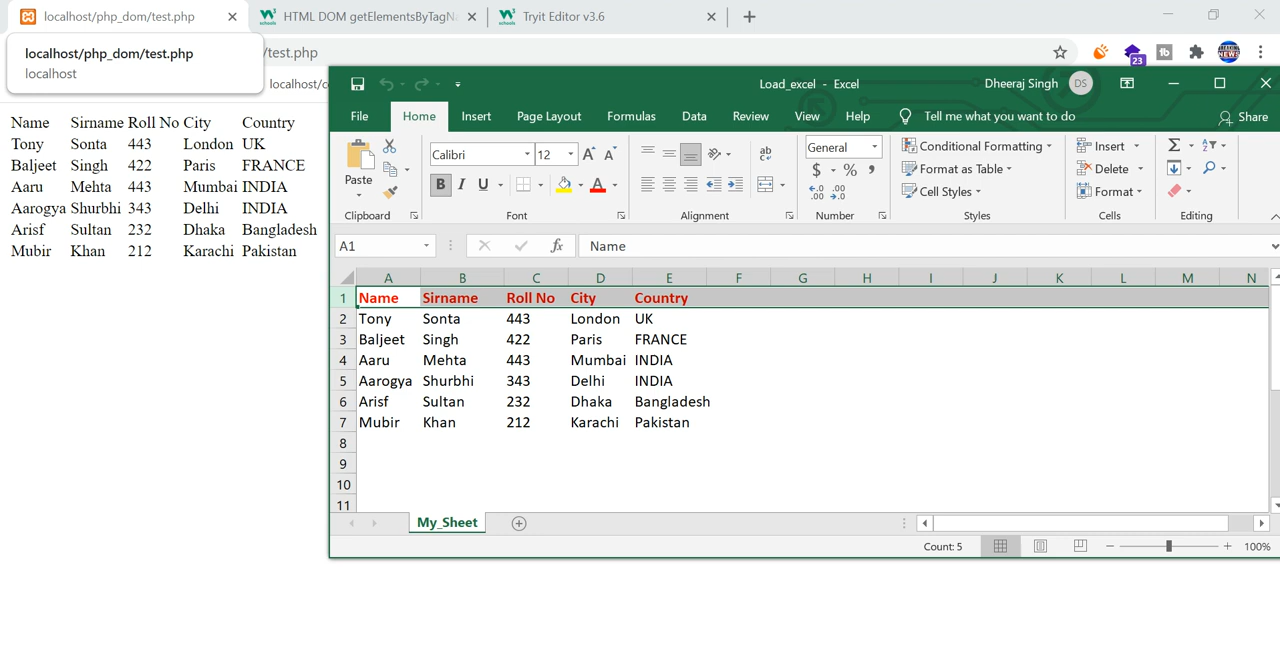 localhost/php_dom/test.php
HTML DOM getElementsByTagNa
Tryit Editor v3.6
localhost/php_dom/test.php
localhost
/test.php
23
localhost/c
Load_excel - Excel
Dheeraj Singh
DS
File Home Insert Page Layout Formulas Data Review View Help Tell me what you want to do Share
Paste
Clipboard
Calibri 12
B I U
Font
Alignment
General
$ % ,
Number
Conditional Formatting
Format as Table
Cell Styles
Styles
Insert
Delete
Format
Cells
Editing
A1 fx Name
A B C D E F G H I J K L M N
1 Name Sirname Roll No City Country
2 Tony Sonta 443 London UK
3 Baljeet Singh 422 Paris FRANCE
4 Aaru Mehta 443 Mumbai INDIA
5 Aarogya Shurbhi 343 Delhi INDIA
6 Arisf Sultan 232 Dhaka Bangladesh
7 Mubir Khan 212 Karachi Pakistan
8
9
10
11
My_Sheet
Count: 5 100%
Name Sirname Roll No City Country
Tony Sonta 443 London UK
Baljeet Singh 422 Paris FRANCE
Aaru Mehta 443 Mumbai INDIA
Aarogya Shurbhi 343 Delhi INDIA
Arisf Sultan 232 Dhaka Bangladesh
Mubir Khan 212 Karachi Pakistan